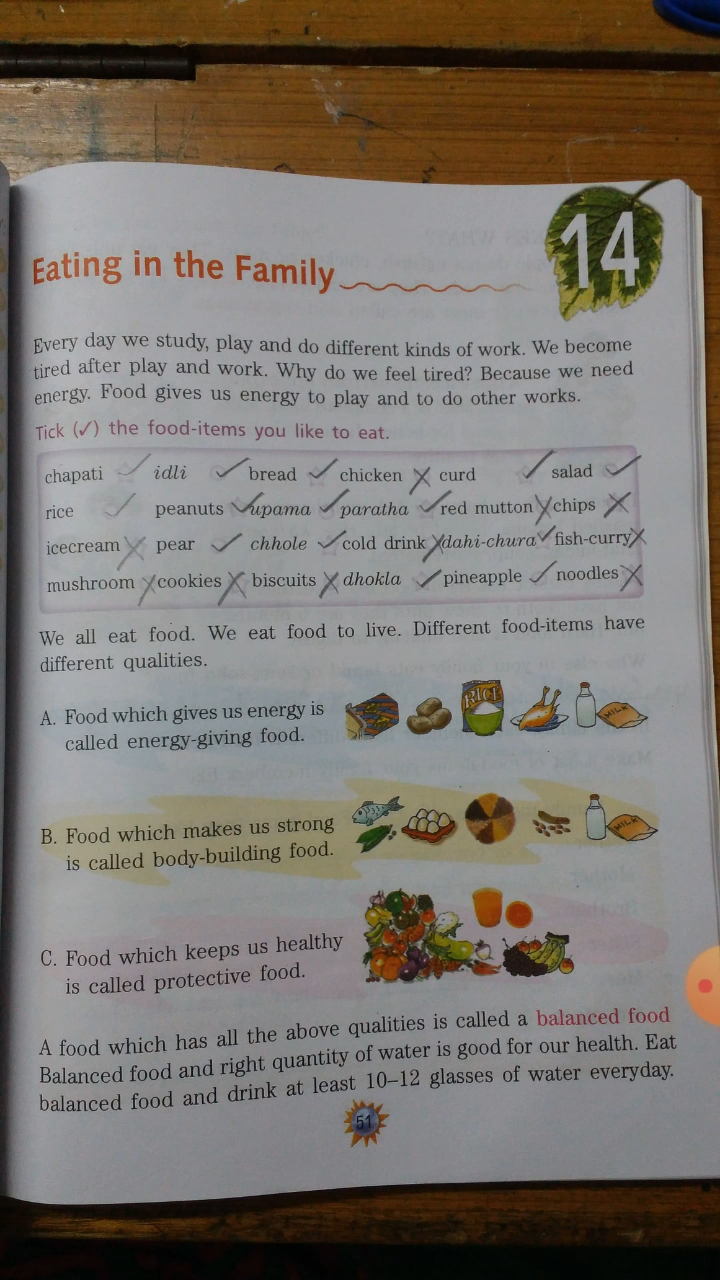 14
Eating in the Family
Every day we study, play and do different kinds of work. We become
tired after play and work. Why do we feel tired? Because we need
energy. Food gives us energy to play and to do other works.
Tick (✓) the food-items you like to eat.
chapati ✓ idli ✓ bread ✓ chicken ✗ curd ✓ salad ✓
rice ✓ peanuts ✓ upama ✓ paratha ✓ red mutton ✗ chips ✗
icecream ✗ pear ✓ chhole ✓ cold drink ✗ dahi-chura ✓ fish-curry ✗
mushroom ✗ cookies ✗ biscuits ✗ dhokla ✓ pineapple ✓ noodles ✗
We all eat food. We eat food to live. Different food-items have
different qualities.
A. Food which gives us energy is
called energy-giving food.
RICE
MILK
B. Food which makes us strong
is called body-building food.
MILK
C. Food which keeps us healthy
is called protective food.
A food which has all the above qualities is called a balanced food
Balanced food and right quantity of water is good for our health. Eat
balanced food and drink at least 10–12 glasses of water everyday.
51